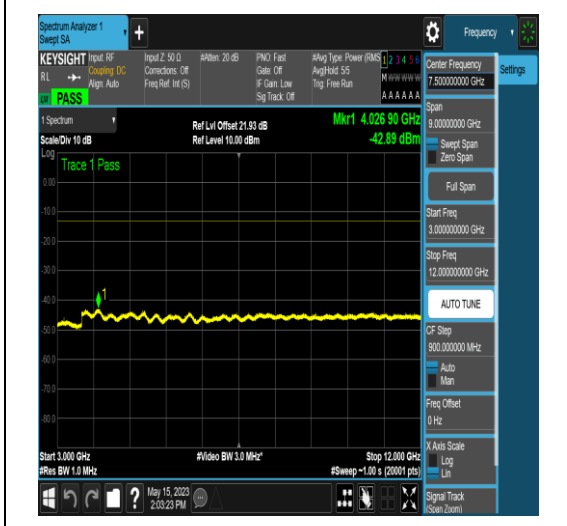 Spectrum Analyzer 1
Swept SA
+
Frequency
KEYSIGHT
RL
PASS
Input: RF
Coupling: DC
Align: Auto
Input Z: 50 Ω
Corrections: Off
Freq Ref: Int (S)
#Atten: 20 dB
PNO: Fast
Gate: Off
IF Gain: Low
Sig Track: Off
#Avg Type: Power (RMS
Avg|Hold: 5/5
Trig: Free Run
1 2 3 4 5 6
M W W W W W
A A A A A A
1 Spectrum
Scale/Div 10 dB
Ref Lvl Offset 21.93 dB
Ref Level 10.00 dBm
Mkr1 4.026 90 GHz
-42.89 dBm
Log
Trace 1 Pass
1
0.00
-10.0
-20.0
-30.0
-40.0
-50.0
-60.0
-70.0
-80.0
Start 3.000 GHz
#Res BW 1.0 MHz
#Video BW 3.0 MHz*
Stop 12.000 GHz
#Sweep ~1.00 s (20001 pts)
May 15, 2023
2:03:23 PM
?
Settings
Center Frequency
7.500000000 GHz
Span
9.00000000 GHz
Swept Span
Zero Span
Full Span
Start Freq
3.000000000 GHz
Stop Freq
12.000000000 GHz
AUTO TUNE
CF Step
900.000000 MHz
Auto
Man
Freq Offset
0 Hz
X Axis Scale
Log
Lin
Signal Track
(Span Zoom)